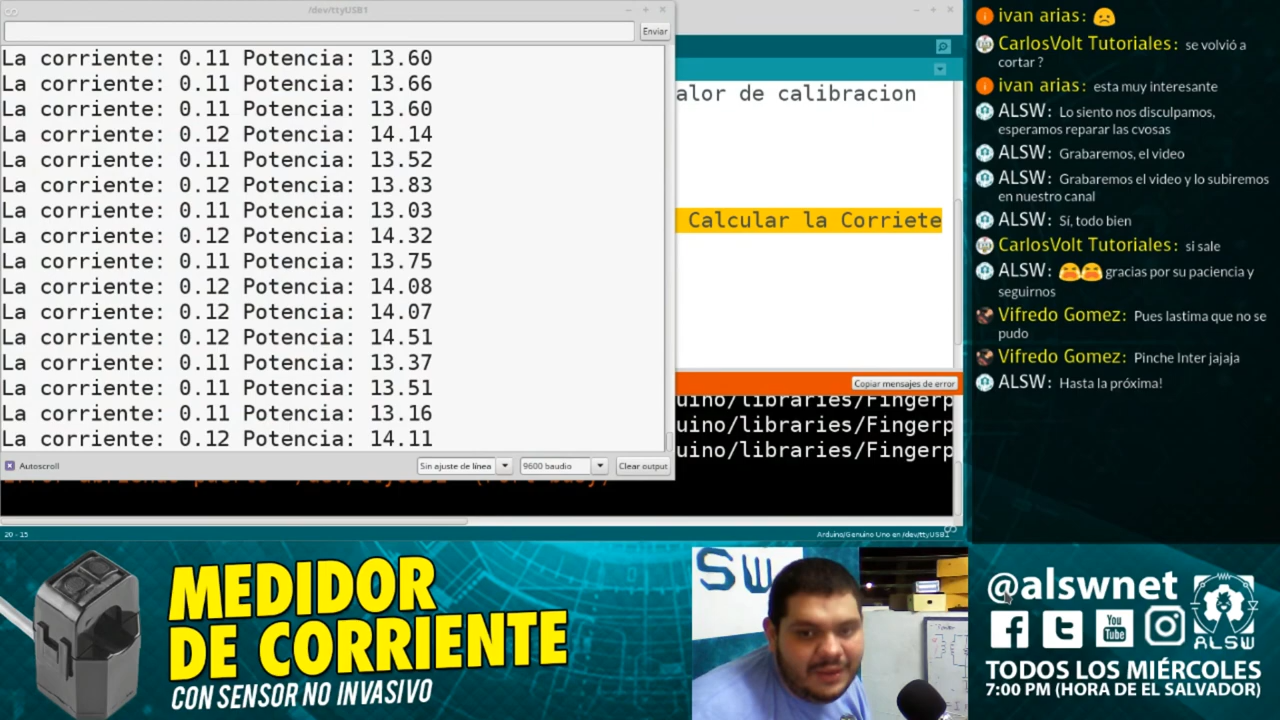 /dev/ttyUSB1
Enviar
La corriente: 0.11 Potencia: 13.60
La corriente: 0.11 Potencia: 13.66
La corriente: 0.11 Potencia: 13.60
La corriente: 0.12 Potencia: 14.14
La corriente: 0.11 Potencia: 13.52
La corriente: 0.12 Potencia: 13.83
La corriente: 0.11 Potencia: 13.03
La corriente: 0.12 Potencia: 14.32
La corriente: 0.11 Potencia: 13.75
La corriente: 0.12 Potencia: 14.08
La corriente: 0.12 Potencia: 14.07
La corriente: 0.12 Potencia: 14.51
La corriente: 0.11 Potencia: 13.37
La corriente: 0.11 Potencia: 13.51
La corriente: 0.11 Potencia: 13.16
La corriente: 0.12 Potencia: 14.11
Autoscroll
Sin ajuste de línea
9600 baudio
Clear output
alor de calibracion
Calcular la Corriete
Copiar mensajes de error
uino/libraries/Fingerp
uino/libraries/Fingerp
uino/libraries/Fingerp
20 - 15
Arduino/Genuino Uno en /dev/ttyUSB1
ivan arias: ☹
CarlosVolt Tutoriales: se volvió a
cortar ?
ivan arias: esta muy interesante
ALSW: Lo siento nos disculpamos,
esperamos reparar las cvosas
ALSW: Grabaremos, el video
ALSW: Grabaremos el video y lo subiremos
en nuestro canal
ALSW: Sí, todo bien
CarlosVolt Tutoriales: si sale
ALSW: 😤😤 gracias por su paciencia y
seguirnos
Vifredo Gomez: Pues lastima que no se
pudo
Vifredo Gomez: Pinche Inter jajaja
ALSW: Hasta la próxima!
MEDIDOR
DE CORRIENTE
CON SENSOR NO INVASIVO
SW
@alswnet
You
Tube
ALSW
TODOS LOS MIÉRCOLES
7:00 PM (HORA DE EL SALVADOR)